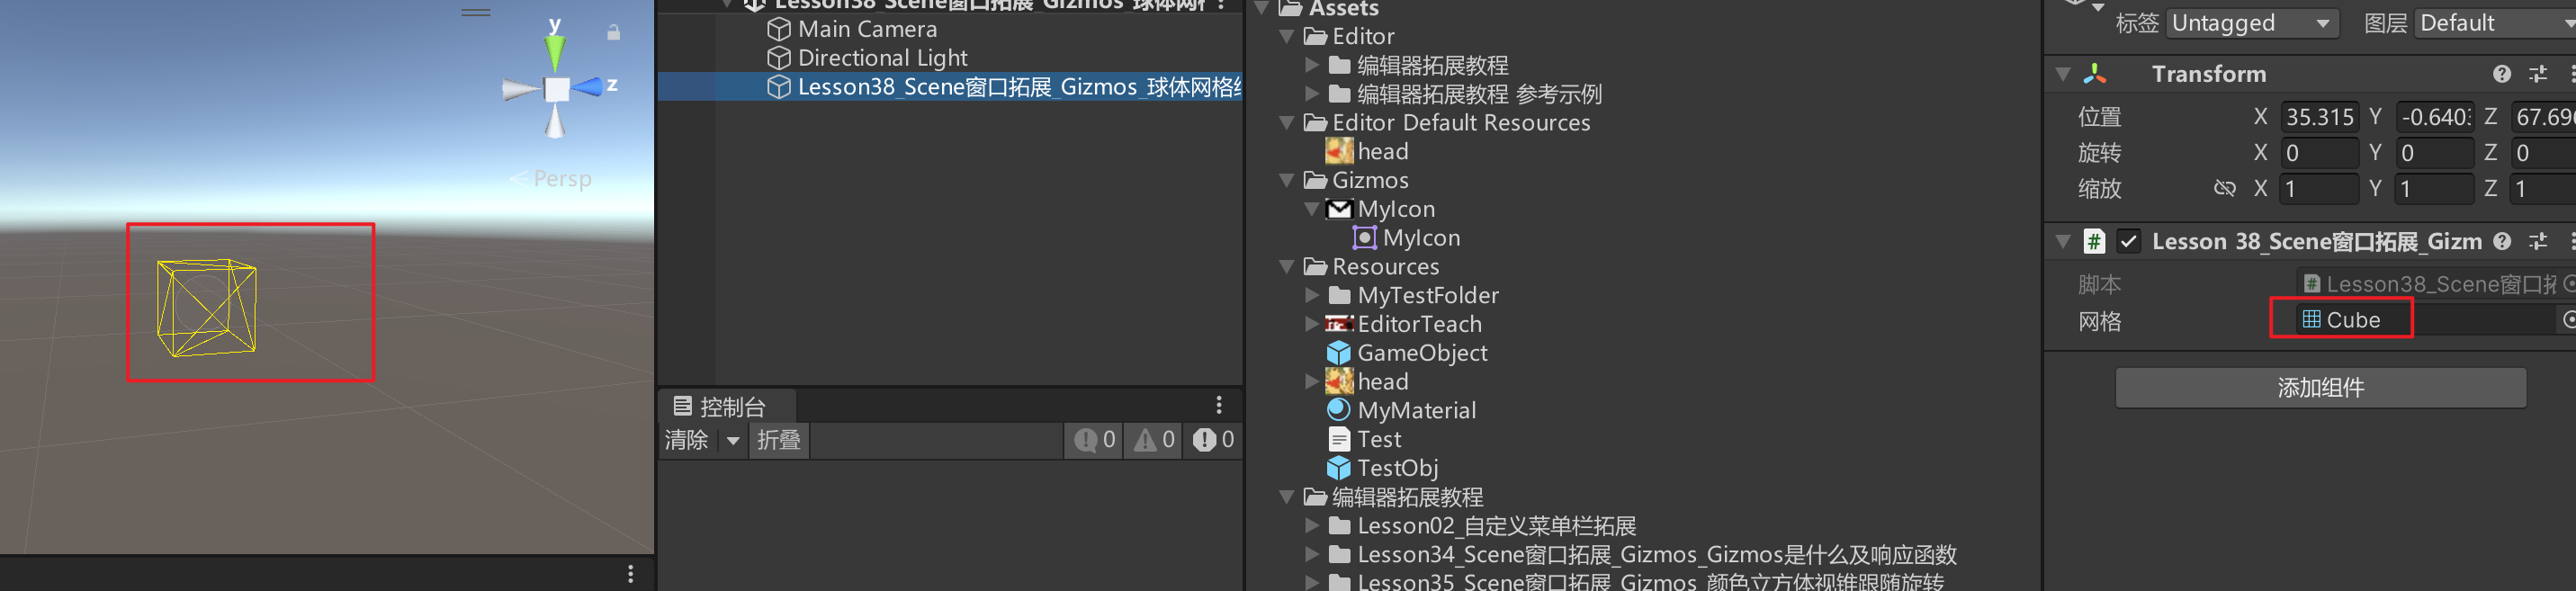 y
z
Persp
Lesson38_Scene窗口拓展_Gizmos_球体网格
Main Camera
Directional Light
Lesson38_Scene窗口拓展_Gizmos_球体网格
控制台
清除
折叠
0
0
0
Assets
Editor
编辑器拓展教程
编辑器拓展教程 参考示例
Editor Default Resources
head
Gizmos
MyIcon
MyIcon
Resources
MyTestFolder
EditorTeach
GameObject
head
MyMaterial
Test
TestObj
编辑器拓展教程
Lesson02_自定义菜单栏拓展
Lesson34_Scene窗口拓展_Gizmos_Gizmos是什么及响应函数
Lesson35_Scene窗口拓展_Gizmos_颜色立方体视锥跟随旋转
标签 Untagged 图层 Default
Transform
位置 X 35.315 Y -0.640 Z 67.69
旋转 X 0 Y 0 Z 0
缩放 X 1 Y 1 Z 1
# Lesson 38_Scene窗口拓展_Gizm
脚本 # Lesson38_Scene窗口拓
网格 Cube
添加组件